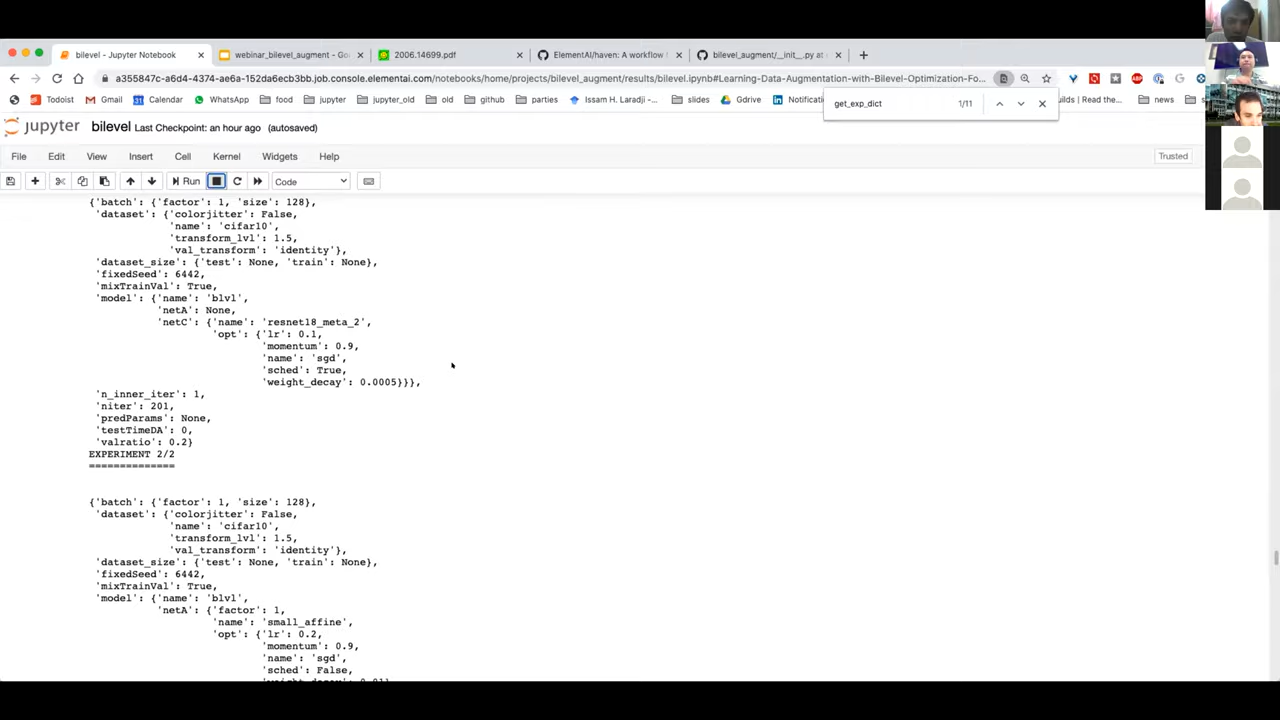 bilevel - Jupyter Notebook
webinar_bilevel_augment - Go
2006.14699.pdf
ElementAI/haven: A workflow
bilevel_augment/__init__.py at
a355847c-a6d4-4374-ae6a-152da6ecb3bb.job.console.elementai.com/notebooks/home/projects/bilevel_augment/results/bilevel.ipynb#Learning-Data-Augmentation-with-Bilevel-Optimization-Fo...
Todoist
Gmail
Calendar
WhatsApp
food
jupyter
jupyter_old
old
github
parties
Issam H. Laradji -
slides
Gdrive
Notificati
uilds | Read the...
news
get_exp_dict
1/11
jupyter
bilevel Last Checkpoint: an hour ago (autosaved)
File Edit View Insert Cell Kernel Widgets Help
Trusted
Run
Code
{'batch': {'factor': 1, 'size': 128},
'dataset': {'colorjitter': False,
'name': 'cifar10',
'transform_lvl': 1.5,
'val_transform': 'identity'},
'dataset_size': {'test': None, 'train': None},
'fixedSeed': 6442,
'mixTrainVal': True,
'model': {'name': 'blvl',
'netA': None,
'netC': {'name': 'resnet18_meta_2',
'opt': {'lr': 0.1,
'momentum': 0.9,
'name': 'sgd',
'sched': True,
'weight_decay': 0.0005}}},
'n_inner_iter': 1,
'niter': 201,
'predParams': None,
'testTimeDA': 0,
'valratio': 0.2}
EXPERIMENT 2/2
==============
{'batch': {'factor': 1, 'size': 128},
'dataset': {'colorjitter': False,
'name': 'cifar10',
'transform_lvl': 1.5,
'val_transform': 'identity'},
'dataset_size': {'test': None, 'train': None},
'fixedSeed': 6442,
'mixTrainVal': True,
'model': {'name': 'blvl',
'netA': {'factor': 1,
'name': 'small_affine',
'opt': {'lr': 0.2,
'momentum': 0.9,
'name': 'sgd',
'sched': False,